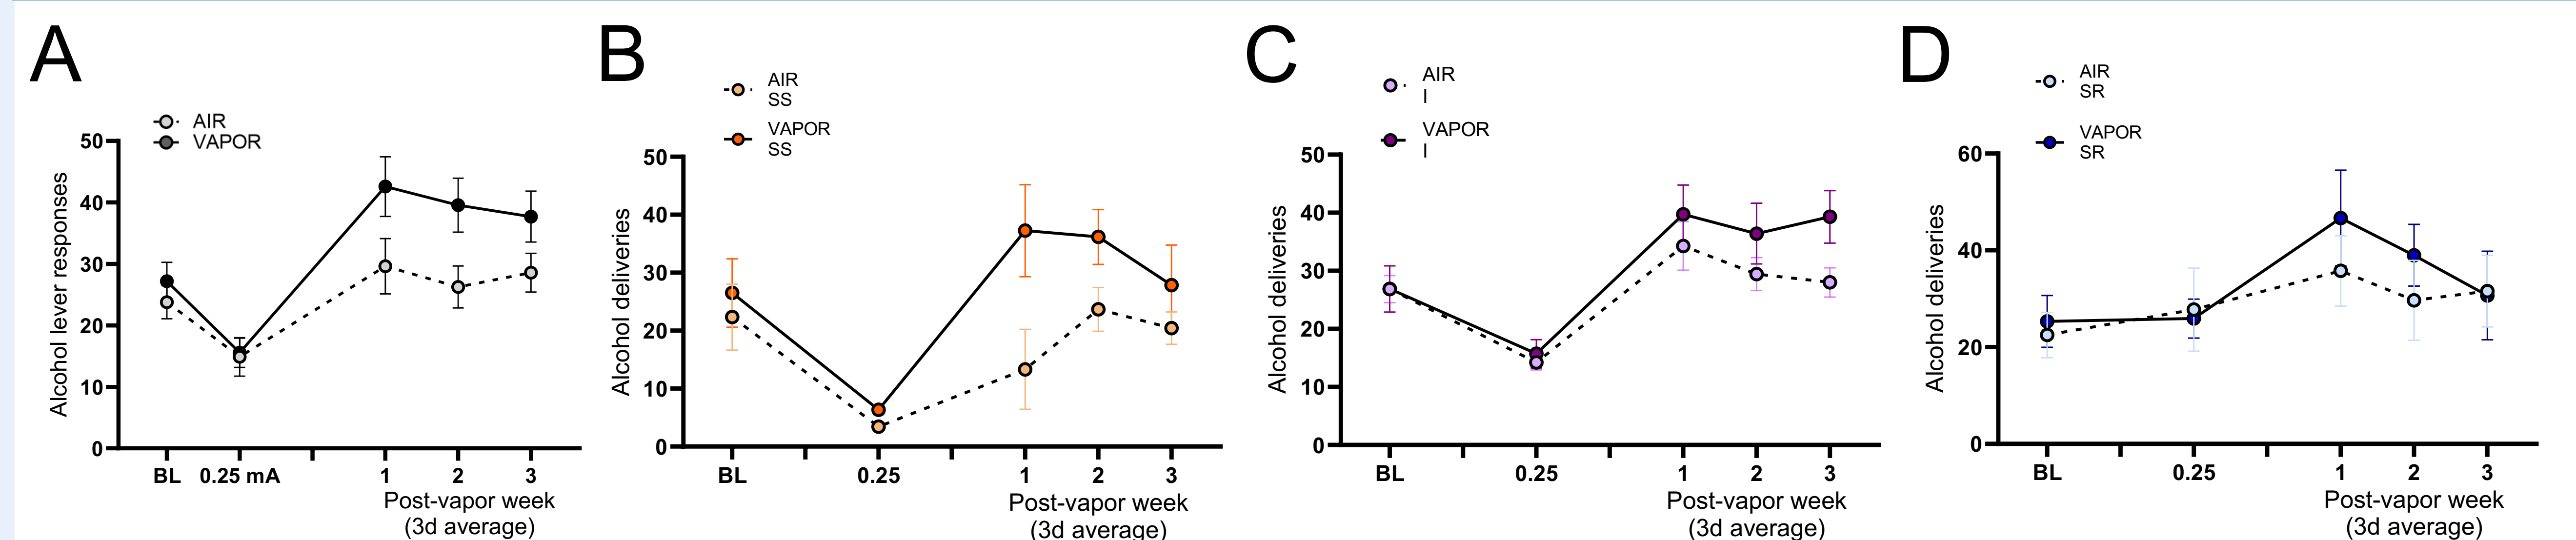 A
AIR
VAPOR
Alcohol lever responses
50
40
30
20
10
0
BL
0.25 mA
1
2
3
Post-vapor week
(3d average)
B
AIR
SS
VAPOR
SS
Alcohol deliveries
50
40
30
20
10
0
BL
0.25
1
2
3
Post-vapor week
(3d average)
C
AIR
I
VAPOR
I
Alcohol deliveries
50
40
30
20
10
0
BL
0.25
1
2
3
Post-vapor week
(3d average)
D
AIR
SR
VAPOR
SR
Alcohol deliveries
60
40
20
0
BL
0.25
1
2
3
Post-vapor week
(3d average)